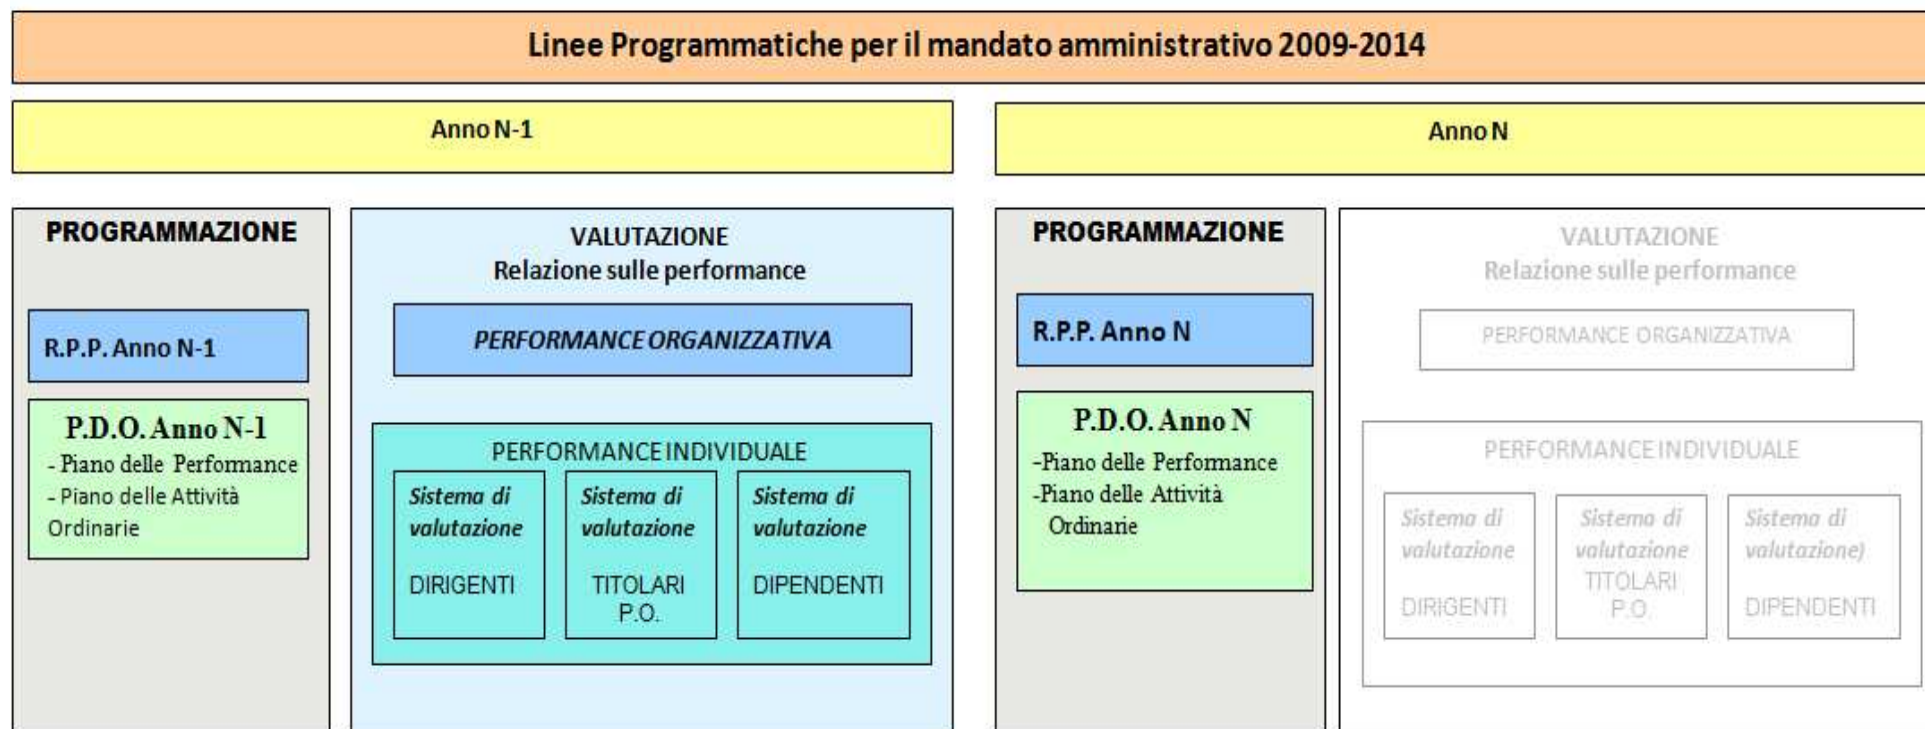 Linee Programmatiche per il mandato amministrativo 2009-2014
Anno N-1
Anno N
PROGRAMMAZIONE
R.P.P. Anno N-1
P.D.O. Anno N-1
- Piano delle Performance
- Piano delle Attività
Ordinarie
VALUTAZIONE
Relazione sulle performance
PERFORMANCE ORGANIZZATIVA
PERFORMANCE INDIVIDUALE
Sistema di
valutazione
DIRIGENTI
Sistema di
valutazione
TITOLARI
P.O.
Sistema di
valutazione
DIPENDENTI
PROGRAMMAZIONE
R.P.P. Anno N
P.D.O. Anno N
-Piano delle Performance
-Piano delle Attività
Ordinarie
VALUTAZIONE
Relazione sulle performance
PERFORMANCE ORGANIZZATIVA
PERFORMANCE INDIVIDUALE
Sistema di
valutazione
DIRIGENTI
Sistema di
valutazione
TITOLARI
P.O.
Sistema di
valutazione)
DIPENDENTI